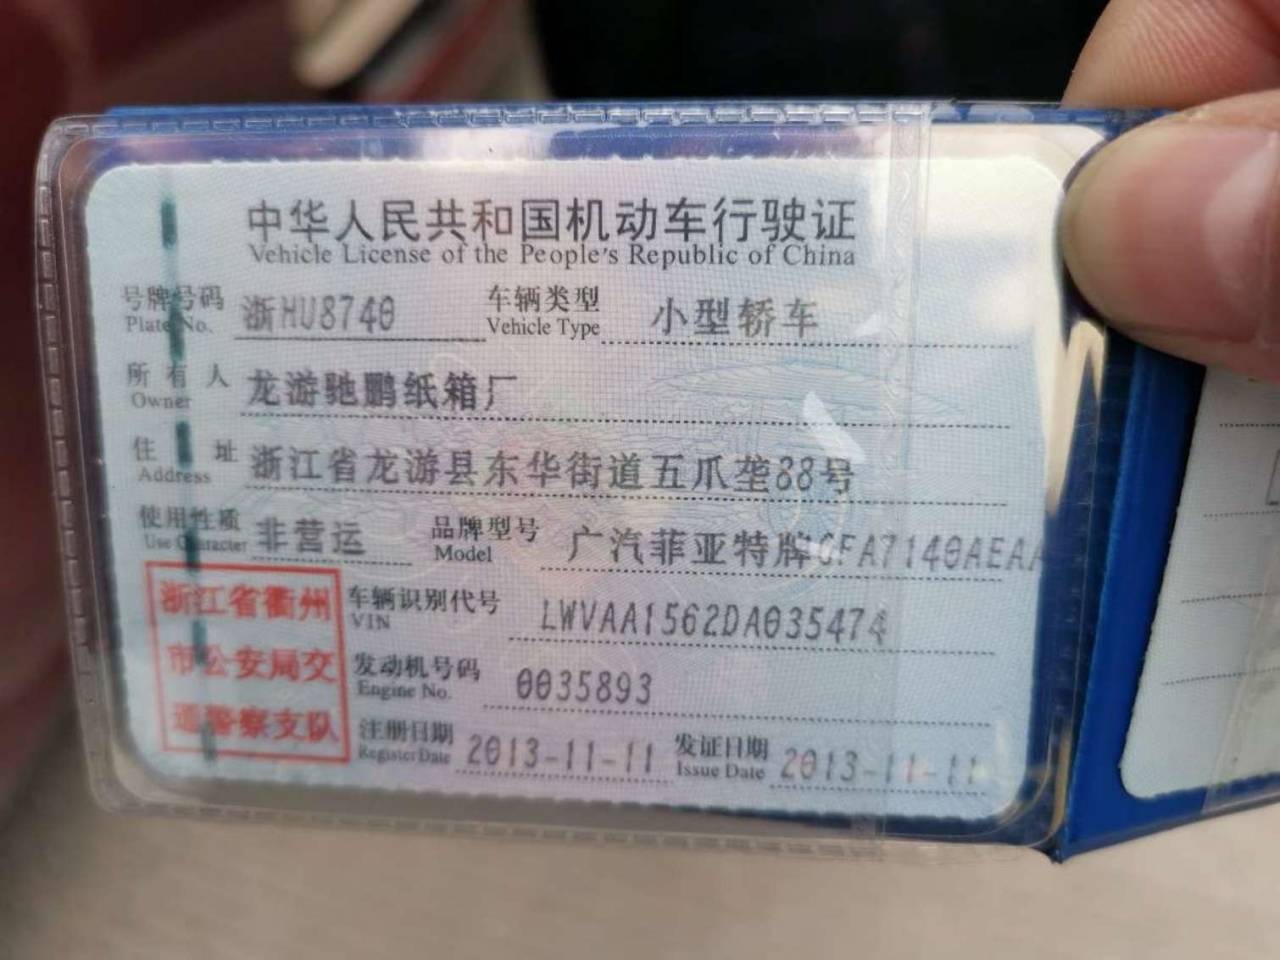 中华人民共和国机动车行驶证
Vehicle License of the People's Republic of China
号牌号码 浙HU8740 车辆类型 小型轿车
Plate No. Vehicle Type
所有人 龙游驰鹏纸箱厂
Owner
住址 浙江省龙游县东华街道五爪垄88号
Address
使用性质 非营运 品牌型号 广汽菲亚特牌GFA7140AEAA
Use Character Model
浙江省衢州
市公安局交
通警察支队
车辆识别代号 LWVAA1562DA035474
VIN
发动机号码 0035893
Engine No.
注册日期 2013-11-11 发证日期 2013-11-11
Register Date Issue Date